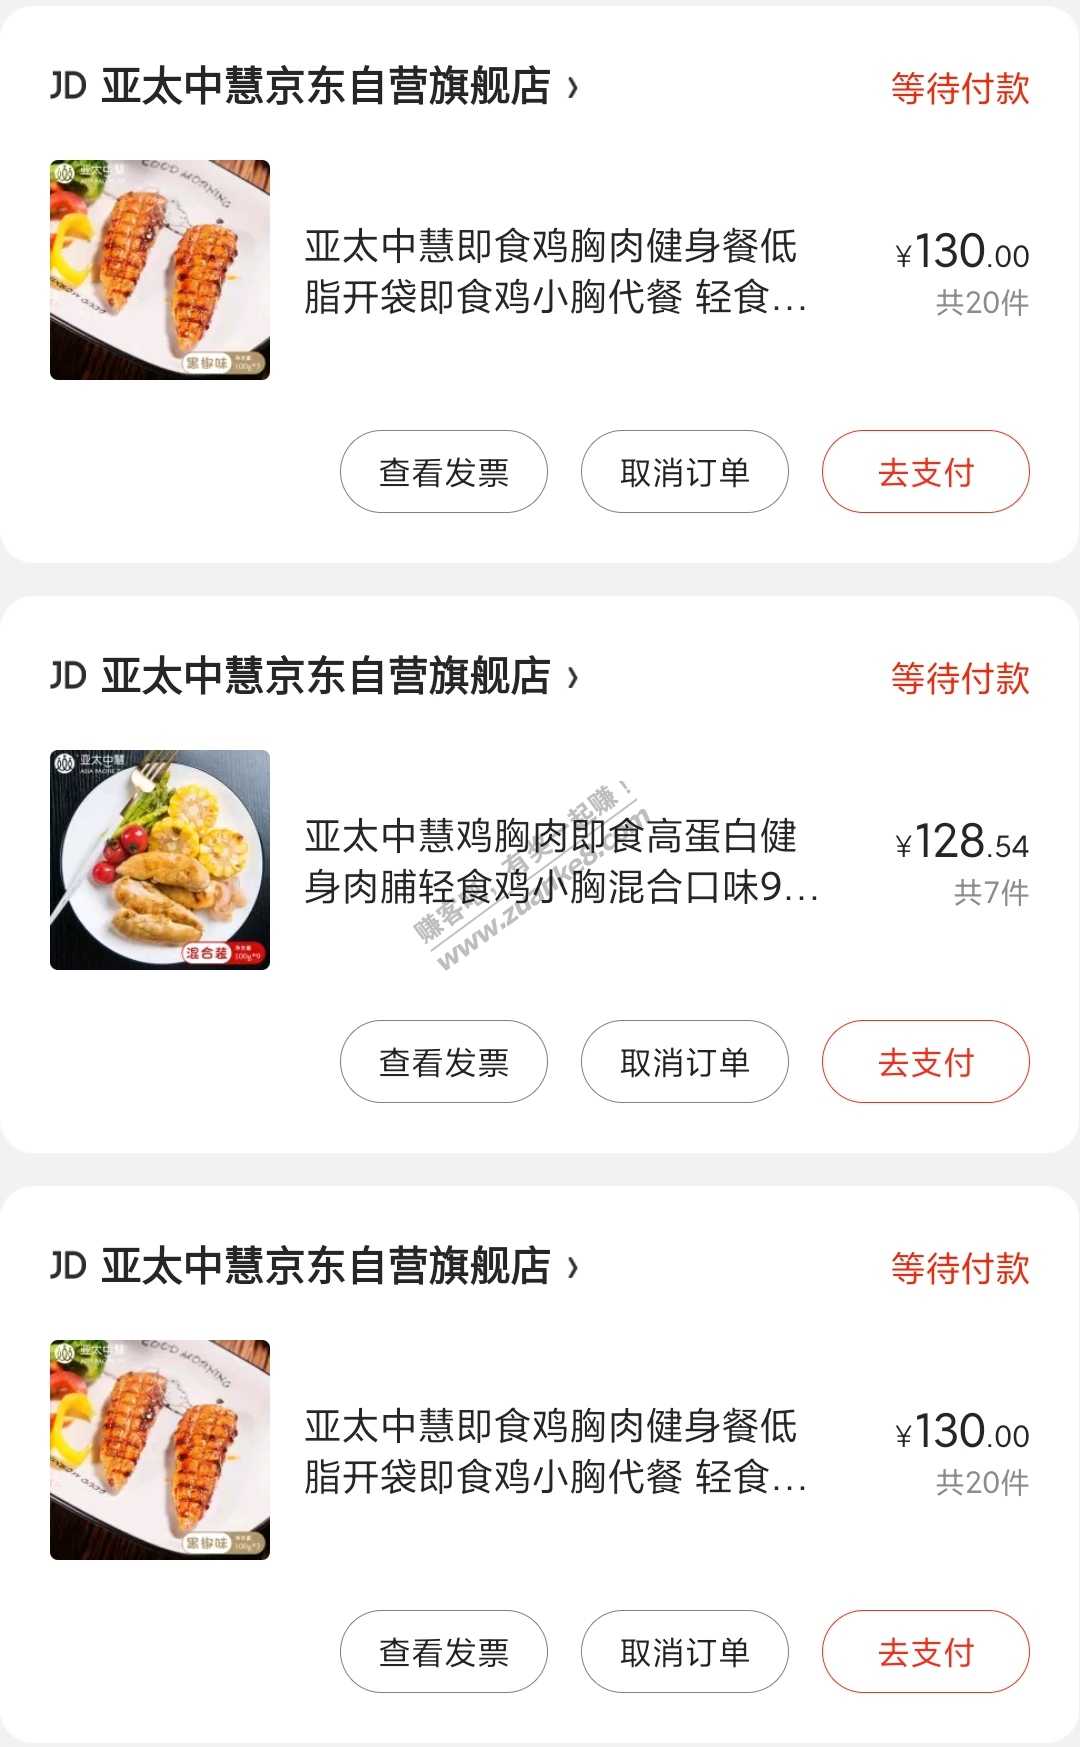 JD 亚太中慧京东自营旗舰店 ›
等待付款
亚太中慧
GOOD MORNING
黑椒味
100g*5
亚太中慧即食鸡胸肉健身餐低
脂开袋即食鸡小胸代餐 轻食...
¥130.00
共20件
查看发票
取消订单
去支付
JD 亚太中慧京东自营旗舰店 ›
等待付款
亚太中慧
混合装
100g*9
亚太中慧鸡胸肉即食高蛋白健
身肉脯轻食鸡小胸混合口味9...
¥128.54
共7件
赚客吧，有奖一起赚！
www.zuanke8.com
查看发票
取消订单
去支付
JD 亚太中慧京东自营旗舰店 ›
等待付款
亚太中慧
GOOD MORNING
黑椒味
亚太中慧即食鸡胸肉健身餐低
脂开袋即食鸡小胸代餐 轻食...
¥130.00
共20件
查看发票
取消订单
去支付